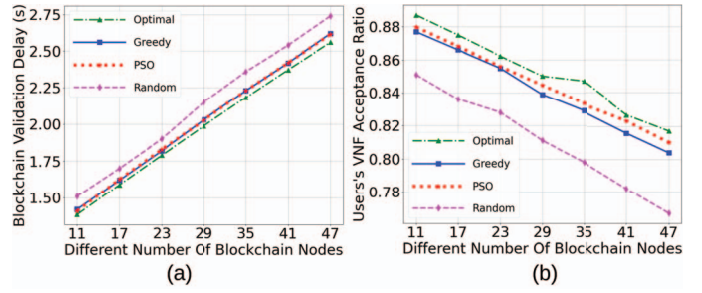 Blockchain Validation Delay (s)
2.75
2.50
2.25
2.00
1.75
1.50
Optimal
Greedy
PSO
Random
11 17 23 29 35 41 47
Different Number Of Blockchain Nodes
(a)
Users's VNF Acceptance Ratio
0.88
0.86
0.84
0.82
0.80
0.78
Optimal
Greedy
PSO
Random
11 17 23 29 35 41 47
Different Number Of Blockchain Nodes
(b)